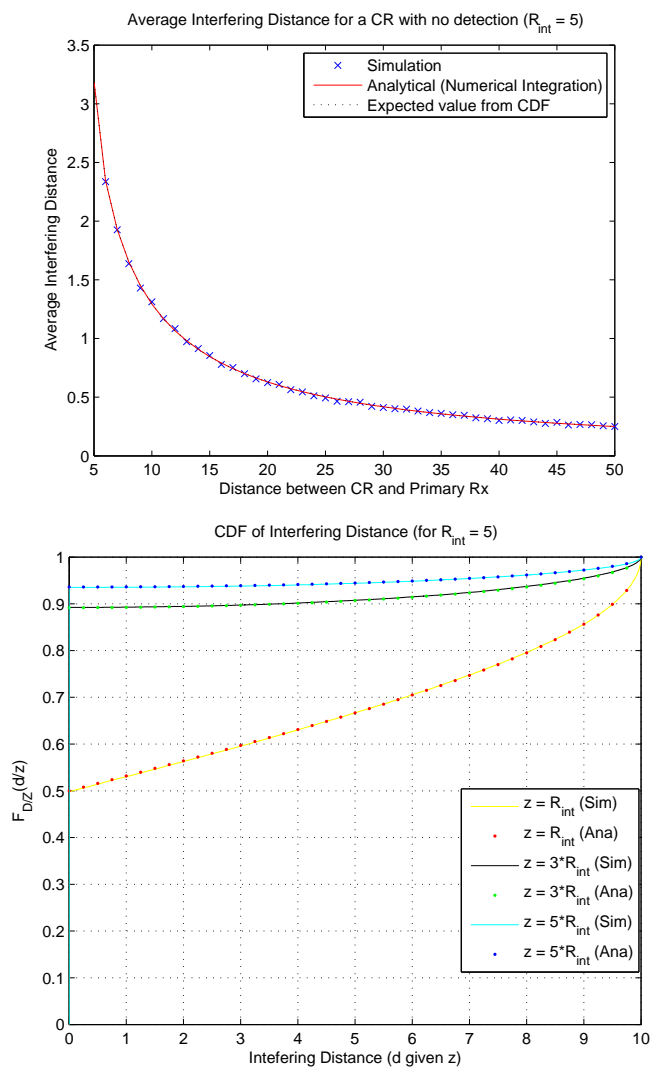 Average Interfering Distance for a CR with no detection (R_int = 5)
3.5
3
2.5
2
1.5
1
0.5
0
Average Interfering Distance
Simulation
Analytical (Numerical Integration)
Expected value from CDF
5 10 15 20 25 30 35 40 45 50
Distance between CR and Primary Rx
CDF of Interfering Distance (for R_int = 5)
1
0.9
0.8
0.7
0.6
0.5
0.4
0.3
0.2
0.1
0
F_D/Z(d/z)
z = R_int (Sim)
z = R_int (Ana)
z = 3*R_int (Sim)
z = 3*R_int (Ana)
z = 5*R_int (Sim)
z = 5*R_int (Ana)
0 1 2 3 4 5 6 7 8 9 10
Intefering Distance (d given z)